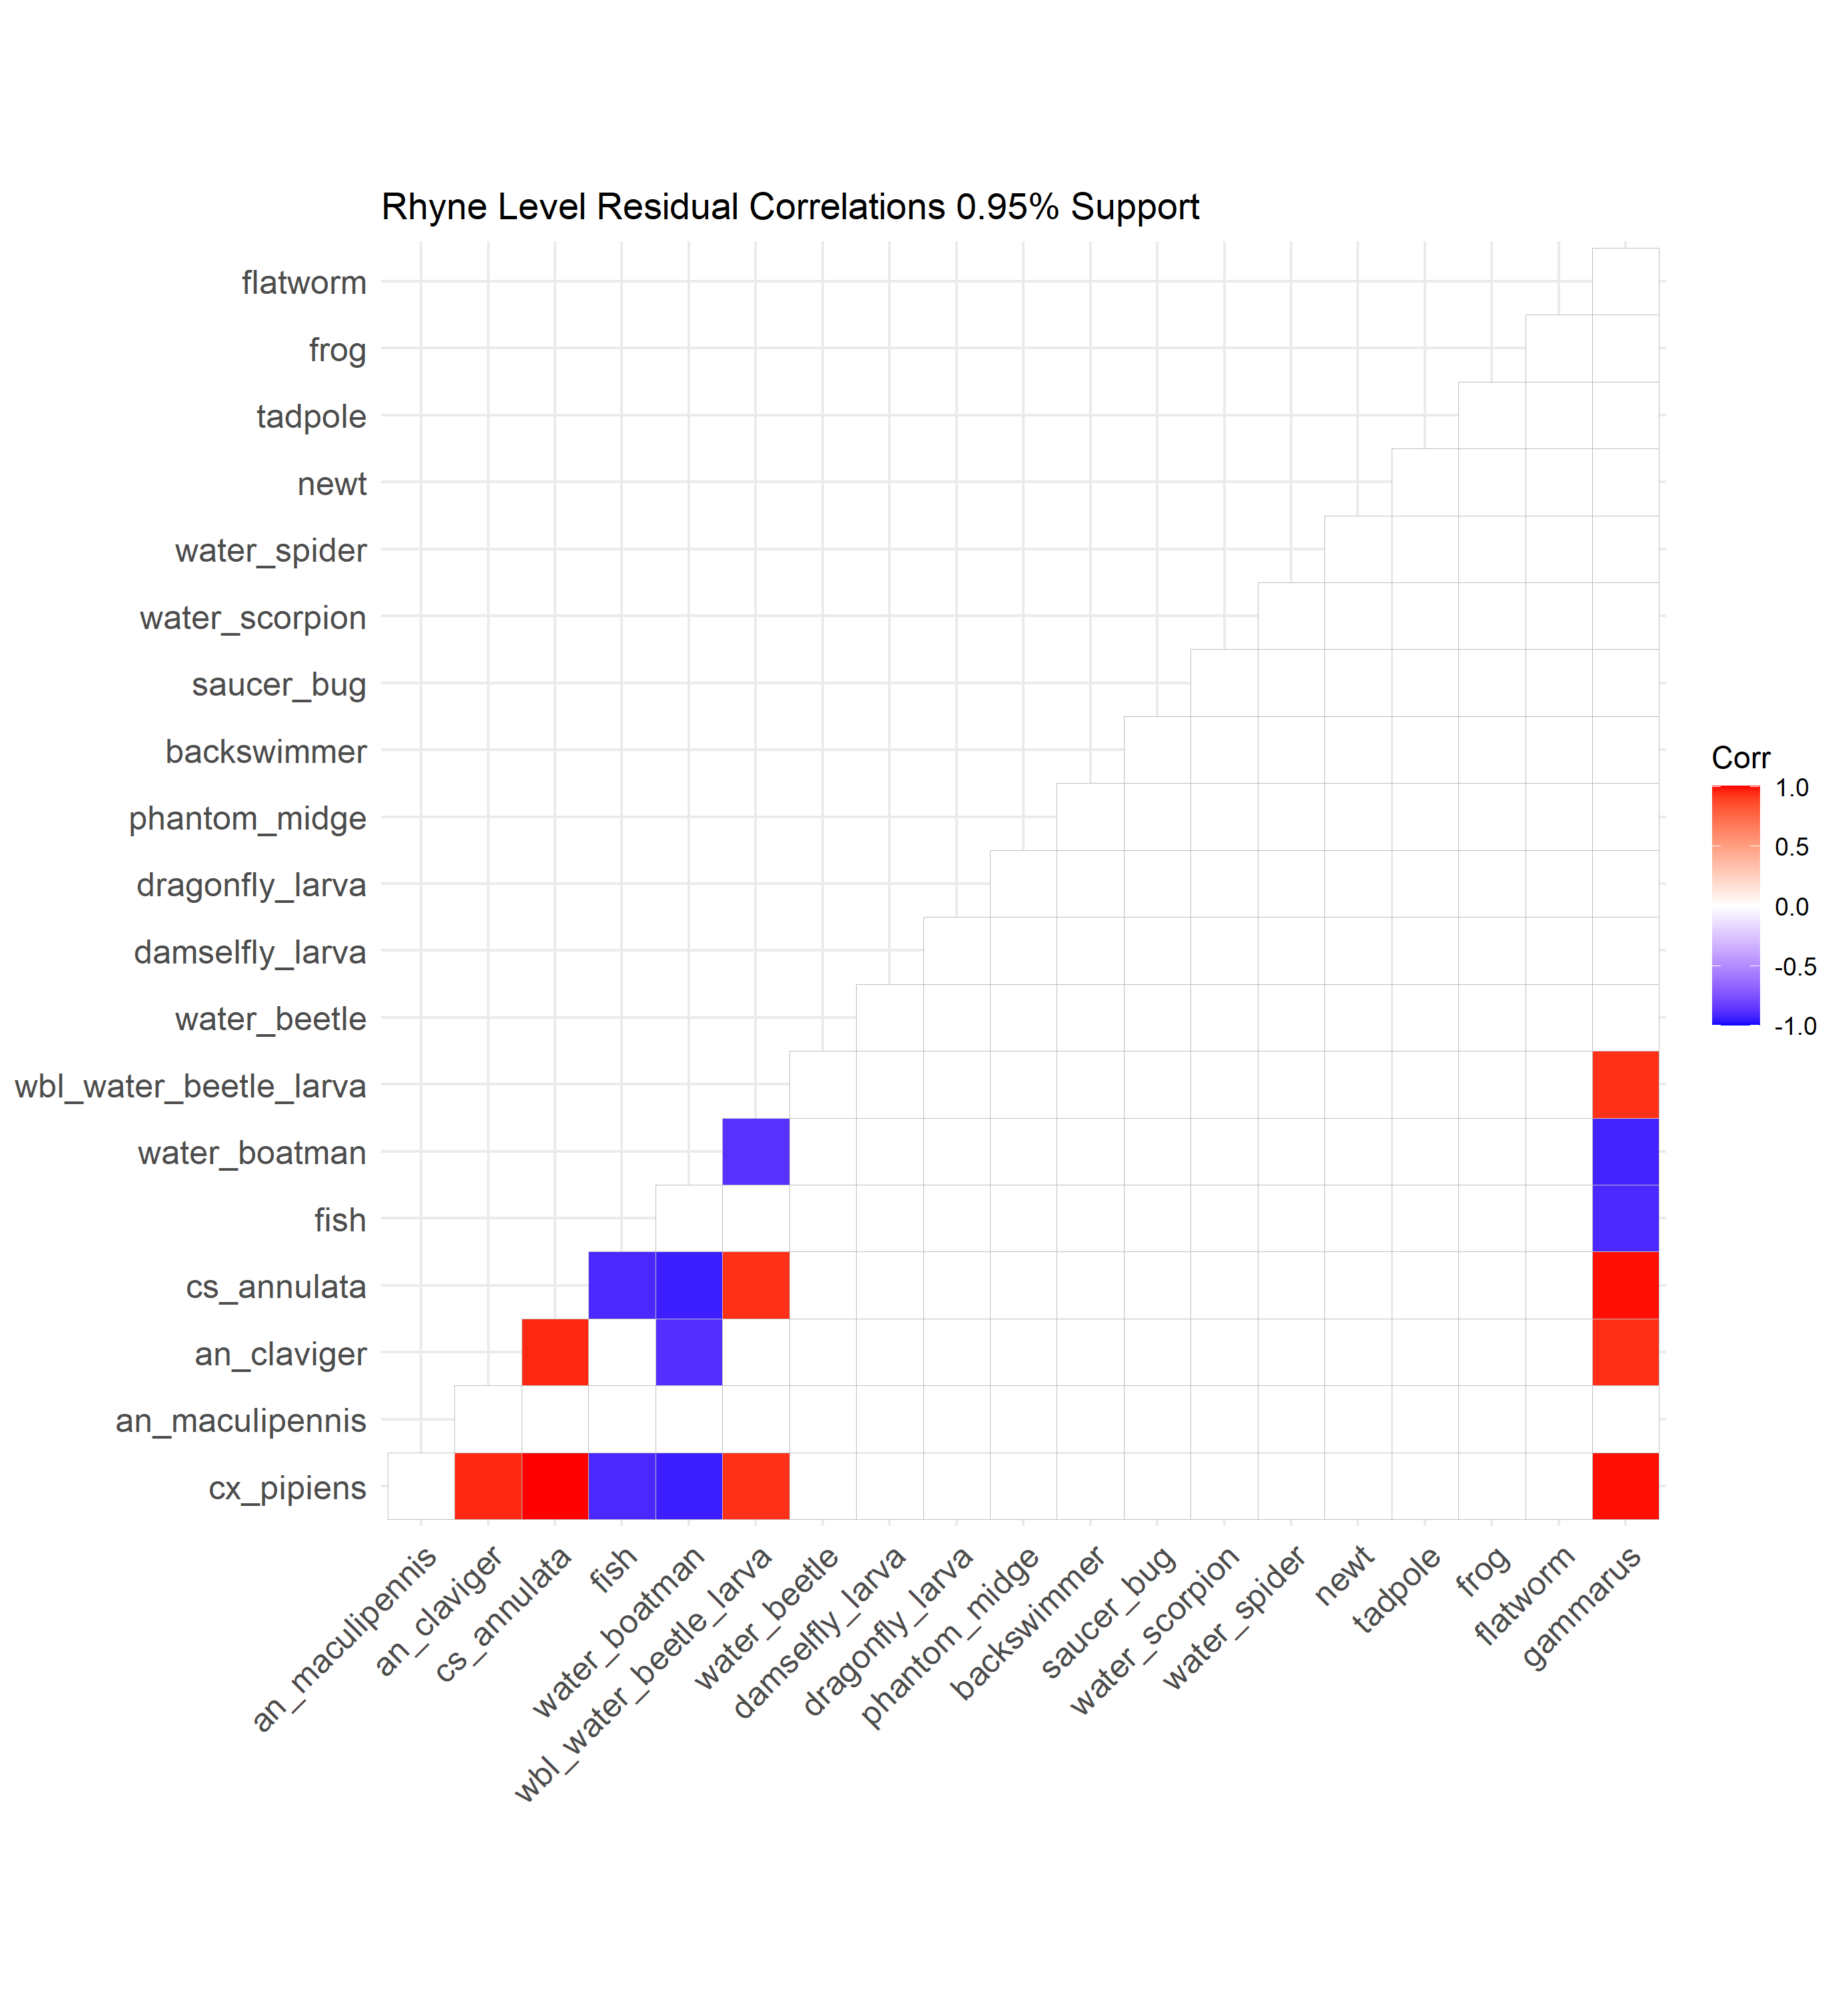 Rhyne Level Residual Correlations 0.95% Support
flatworm
frog
tadpole
newt
water_spider
water_scorpion
saucer_bug
backswimmer
phantom_midge
dragonfly_larva
damselfly_larva
water_beetle
wbl_water_beetle_larva
water_boatman
fish
cs_annulata
an_claviger
an_maculipennis
cx_pipiens
an_maculipennis
an_claviger
cs_annulata
fish
water_boatman
wbl_water_beetle_larva
water_beetle
damselfly_larva
dragonfly_larva
phantom_midge
backswimmer
saucer_bug
water_scorpion
water_spider
newt
tadpole
frog
flatworm
gammarus
Corr
1.0
0.5
0.0
-0.5
-1.0